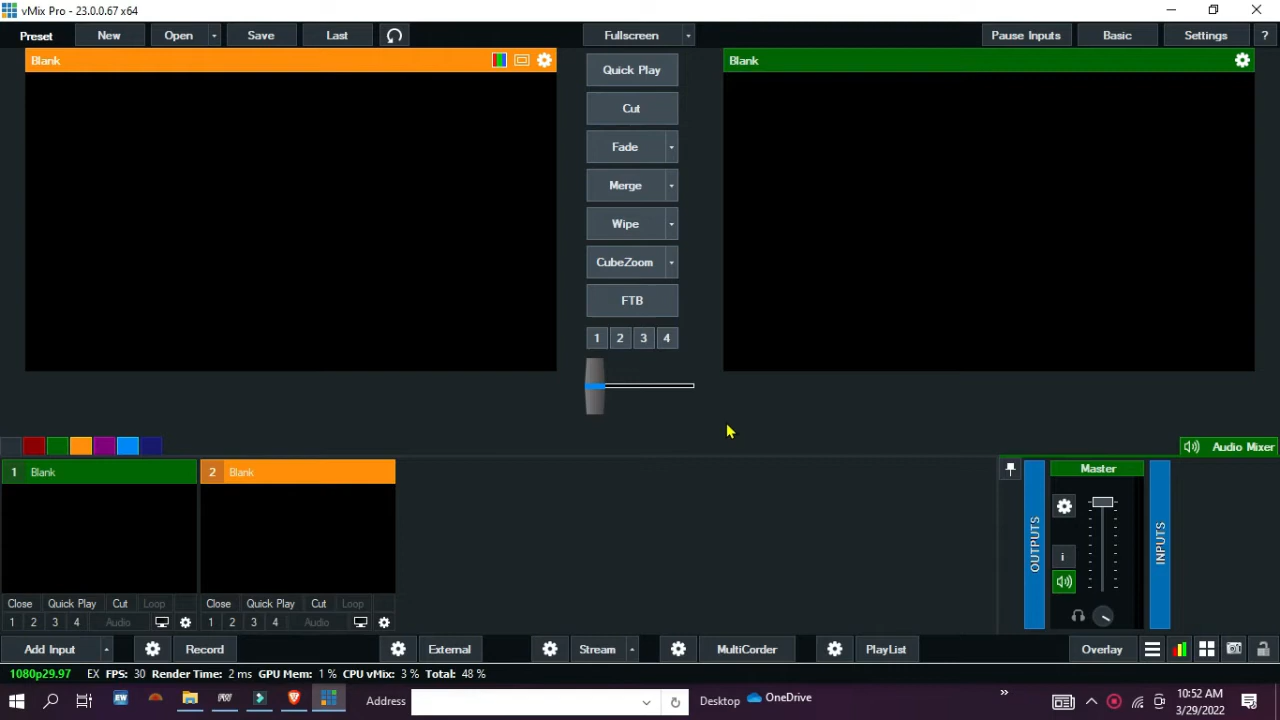 vMix Pro - 23.0.0.67 x64
Preset New Open Save Last Fullscreen Pause Inputs Basic Settings ?
Blank
Blank
Quick Play
Cut
Fade
Merge
Wipe
CubeZoom
FTB
1 2 3 4
Audio Mixer
1 Blank
2 Blank
Master
OUTPUTS
INPUTS
i
Close Quick Play Cut Loop
Close Quick Play Cut Loop
1 2 3 4 Audio
1 2 3 4 Audio
Add Input Record External Stream MultiCorder PlayList Overlay
1080p29.97 EX FPS: 30 Render Time: 2 ms GPU Mem: 1 % CPU vMix: 3 % Total: 48 %
Address Desktop OneDrive
10:52 AM
3/29/2022